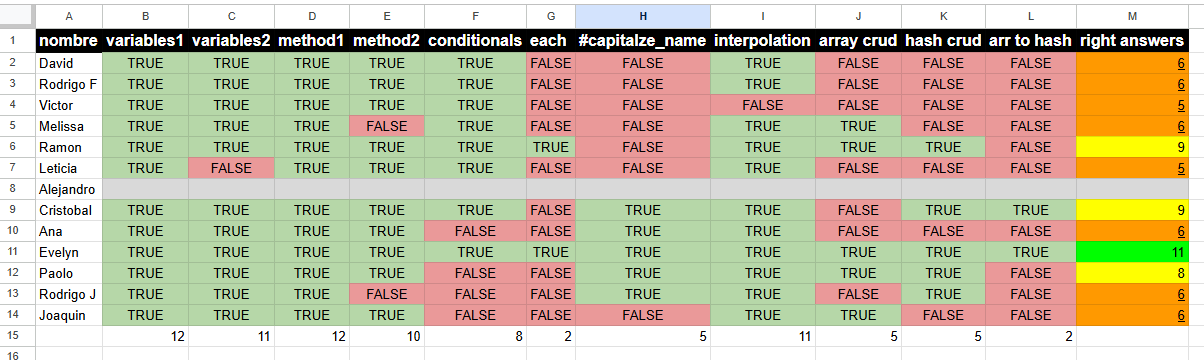 A B C D E F G H I J K L M
1 nombre variables1 variables2 method1 method2 conditionals each #capitalze_name interpolation array crud hash crud arr to hash right answers
2 David TRUE TRUE TRUE TRUE TRUE FALSE FALSE TRUE FALSE FALSE FALSE 6
3 Rodrigo F TRUE TRUE TRUE TRUE TRUE FALSE FALSE TRUE FALSE FALSE FALSE 6
4 Victor TRUE TRUE TRUE TRUE TRUE FALSE FALSE FALSE FALSE FALSE FALSE 5
5 Melissa TRUE TRUE TRUE FALSE TRUE FALSE FALSE TRUE TRUE FALSE FALSE 6
6 Ramon TRUE TRUE TRUE TRUE TRUE TRUE FALSE TRUE TRUE TRUE FALSE 9
7 Leticia TRUE FALSE TRUE TRUE TRUE FALSE FALSE TRUE FALSE FALSE FALSE 5
8 Alejandro
9 Cristobal TRUE TRUE TRUE TRUE TRUE FALSE TRUE TRUE FALSE TRUE TRUE 9
10 Ana TRUE TRUE TRUE TRUE FALSE FALSE TRUE TRUE FALSE FALSE FALSE 6
11 Evelyn TRUE TRUE TRUE TRUE TRUE TRUE TRUE TRUE TRUE TRUE TRUE 11
12 Paolo TRUE TRUE TRUE TRUE FALSE FALSE TRUE TRUE TRUE TRUE FALSE 8
13 Rodrigo J TRUE TRUE TRUE FALSE FALSE FALSE TRUE TRUE FALSE TRUE FALSE 6
14 Joaquin TRUE TRUE TRUE TRUE FALSE FALSE FALSE TRUE TRUE FALSE FALSE 6
15 12 11 12 10 8 2 5 11 5 5 2
16